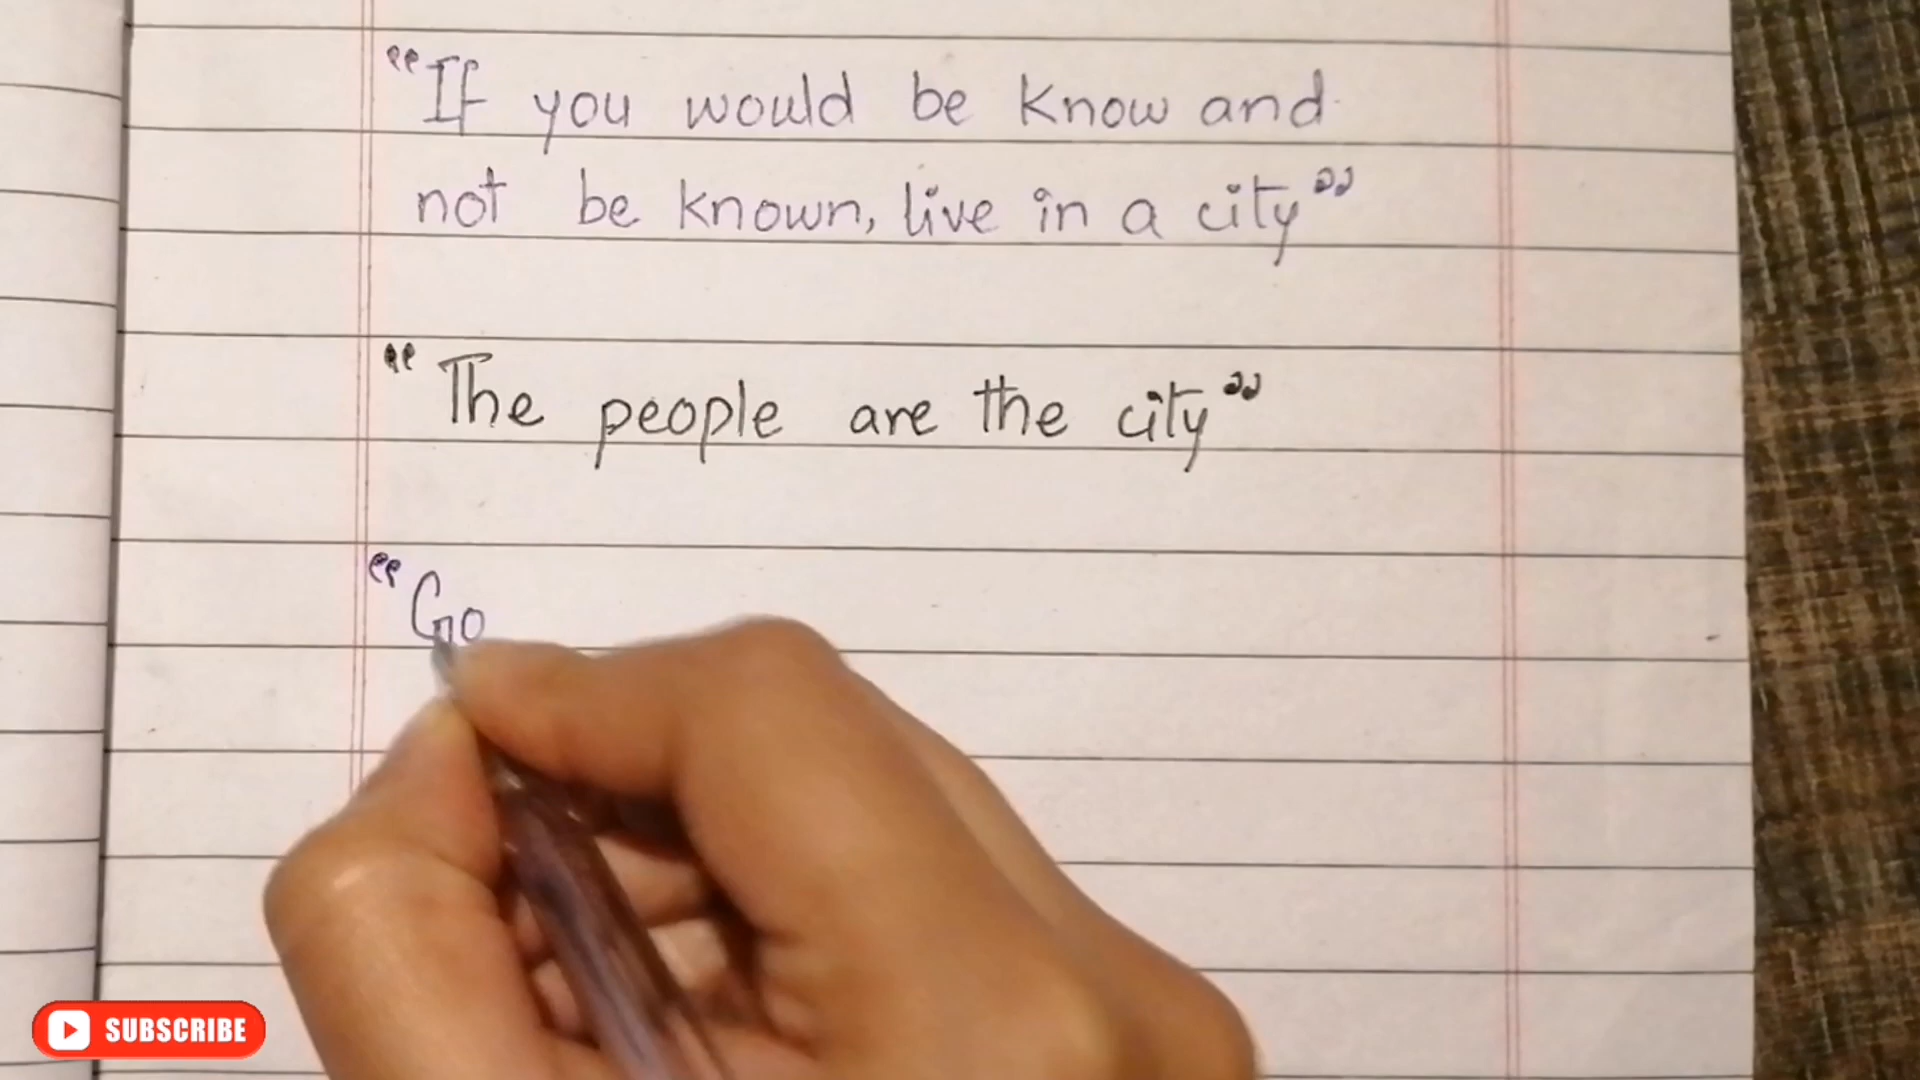 “If you would be know and
not be known, live in a city”
“The people are the city”
“Go
SUBSCRIBE